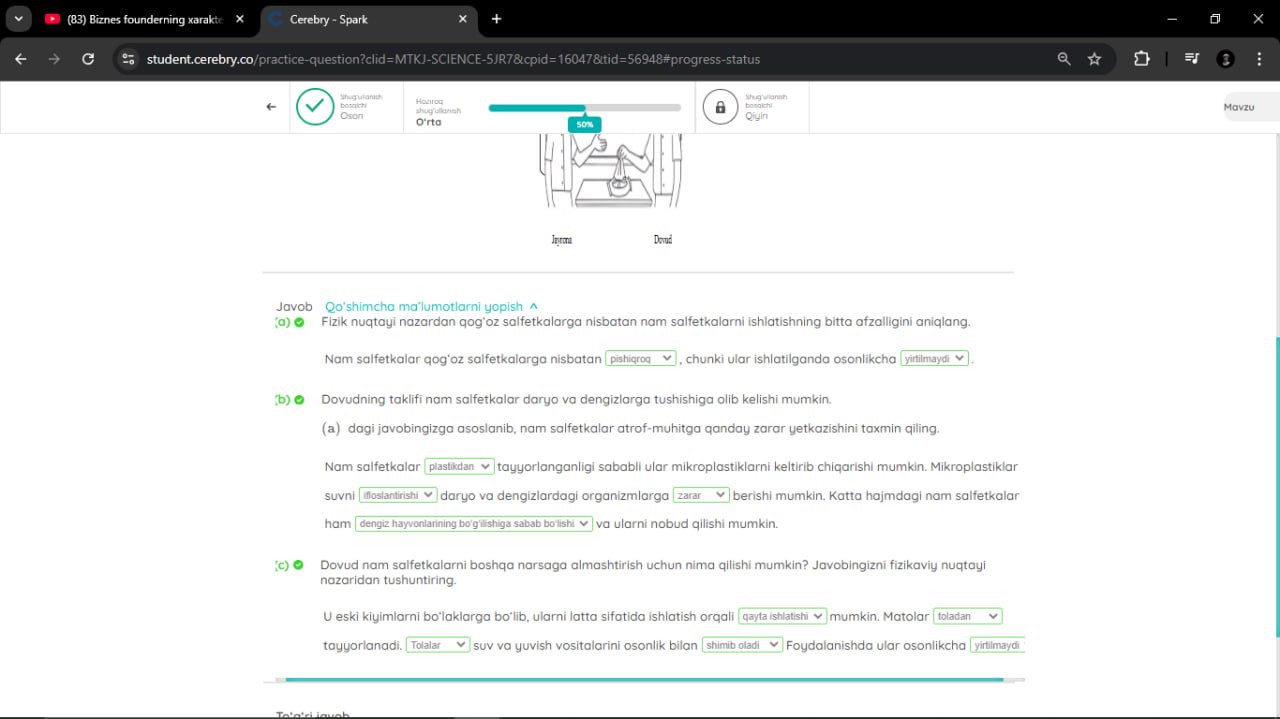 (83) Biznes founderning xarakte
Cerebry - Spark
student.cerebry.co/practice-question?clid=MTKJ-SCIENCE-5JR7&cpid=16047&tid=56948#progress-status
Shug'ullanish
bosqichi
Oson
Hoziroq
shug'ullanish
O'rta
50%
Shug'ullanish
bosqichi
Qiyin
Mavzu
Dovud
Javob Qo'shimcha ma'lumotlarni yopish ^
(a) Fizik nuqtayi nazardan qog'oz salfetkalarga nisbatan nam salfetkalarni ishlatishning bitta afzalligini aniqlang.
Nam salfetkalar qog'oz salfetkalarga nisbatan pishiqroq , chunki ular ishlatilganda osonlikcha yirtilmaydi .
(b) Dovudning taklifi nam salfetkalar daryo va dengizlarga tushishiga olib kelishi mumkin.
(a) dagi javobingizga asoslanib, nam salfetkalar atrof-muhitga qanday zarar yetkazishini taxmin qiling.
Nam salfetkalar plastikdan tayyorlanganligi sababli ular mikroplastiklarni keltirib chiqarishi mumkin. Mikroplastiklar
suvni ifloslantirishi daryo va dengizlardagi organizmlarga zarar berishi mumkin. Katta hajmdagi nam salfetkalar
ham dengiz hayvonlarining bo'g'ilishiga sabab bo'lishi va ularni nobud qilishi mumkin.
(c) Dovud nam salfetkalarni boshqa narsaga almashtirish uchun nima qilishi mumkin? Javobingizni fizikaviy nuqtayi
nazaridan tushuntiring.
U eski kiyimlarni bo'laklarga bo'lib, ularni latta sifatida ishlatish orqali qayta ishlatishi mumkin. Matolar toladan
tayyorlanadi. Tolalar suv va yuvish vositalarini osonlik bilan shimib oladi Foydalanishda ular osonlikcha yirtilmaydi
To'g'ri javob